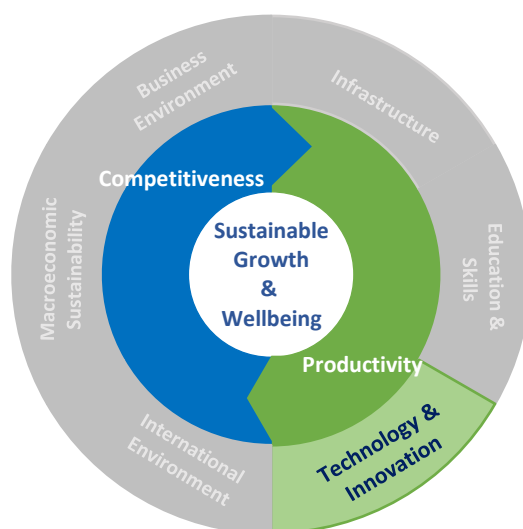 Business
Environment
Infrastructure
Competitiveness
Macroeconomic
Sustainability
Sustainable
Growth
&
Wellbeing
Education &
Skills
Productivity
International
Environment
Technology &
Innovation